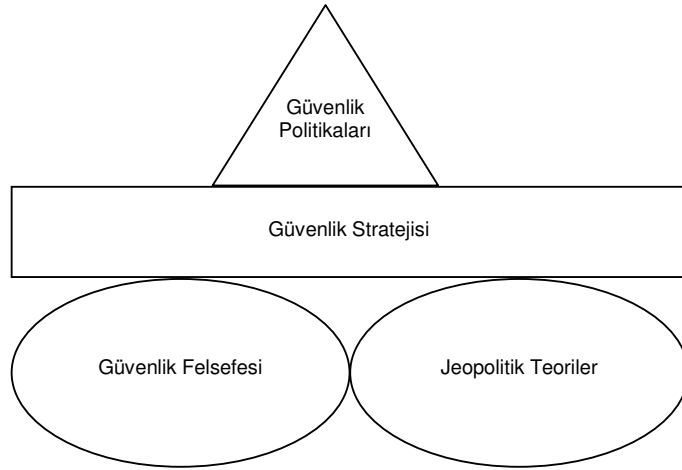 Güvenlik
Politikaları
Güvenlik Stratejisi
Güvenlik Felsefesi
Jeopolitik Teoriler